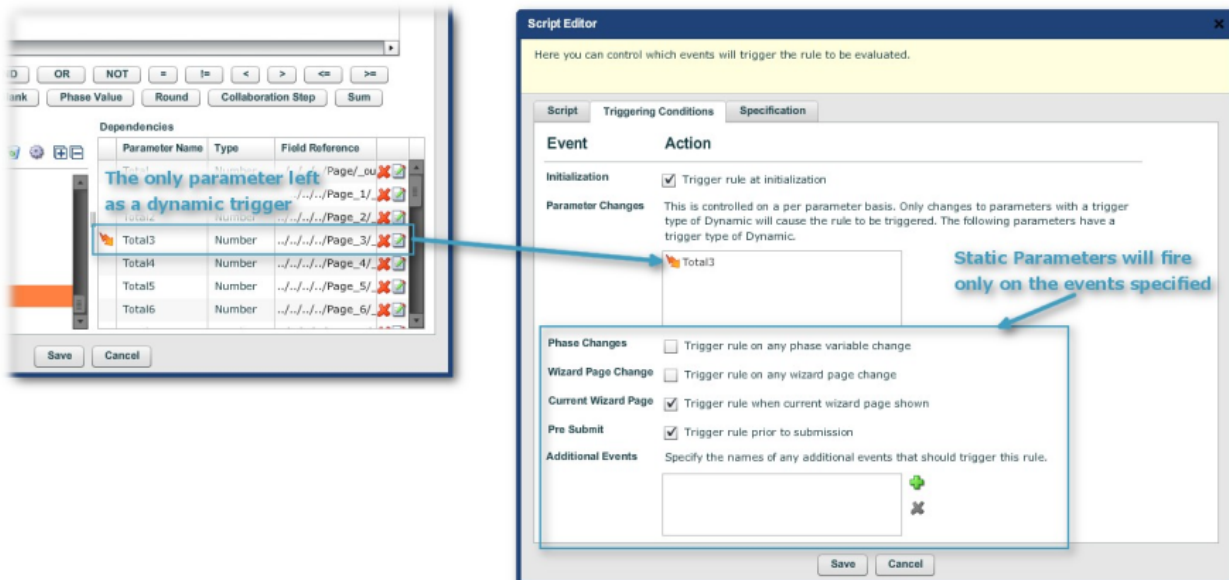 OR NOT = != < > <= >=
Phase Value Round Collaboration Step Sum
Dependencies
Parameter Name Type Field Reference
Total Number ../../../../Page/_ou
The only parameter left
as a dynamic trigger
../../../Page_1/_
Total2 Number ../../../Page_2/_
Total3 Number ../../../../Page_3/_
Total4 Number ../../../../Page_4/_
Total5 Number ../../../../Page_5/_
Total6 Number ../../../../Page_6/_
Save Cancel
Script Editor
Here you can control which events will trigger the rule to be evaluated.
Script Triggering Conditions Specification
Event Action
Initialization Trigger rule at initialization
Parameter Changes This is controlled on a per parameter basis. Only changes to parameters with a trigger
type of Dynamic will cause the rule to be triggered. The following parameters have a
trigger type of Dynamic.
Total3
Static Parameters will fire
only on the events specified
Phase Changes Trigger rule on any phase variable change
Wizard Page Change Trigger rule on any wizard page change
Current Wizard Page Trigger rule when current wizard page shown
Pre Submit Trigger rule prior to submission
Additional Events Specify the names of any additional events that should trigger this rule.
Save Cancel